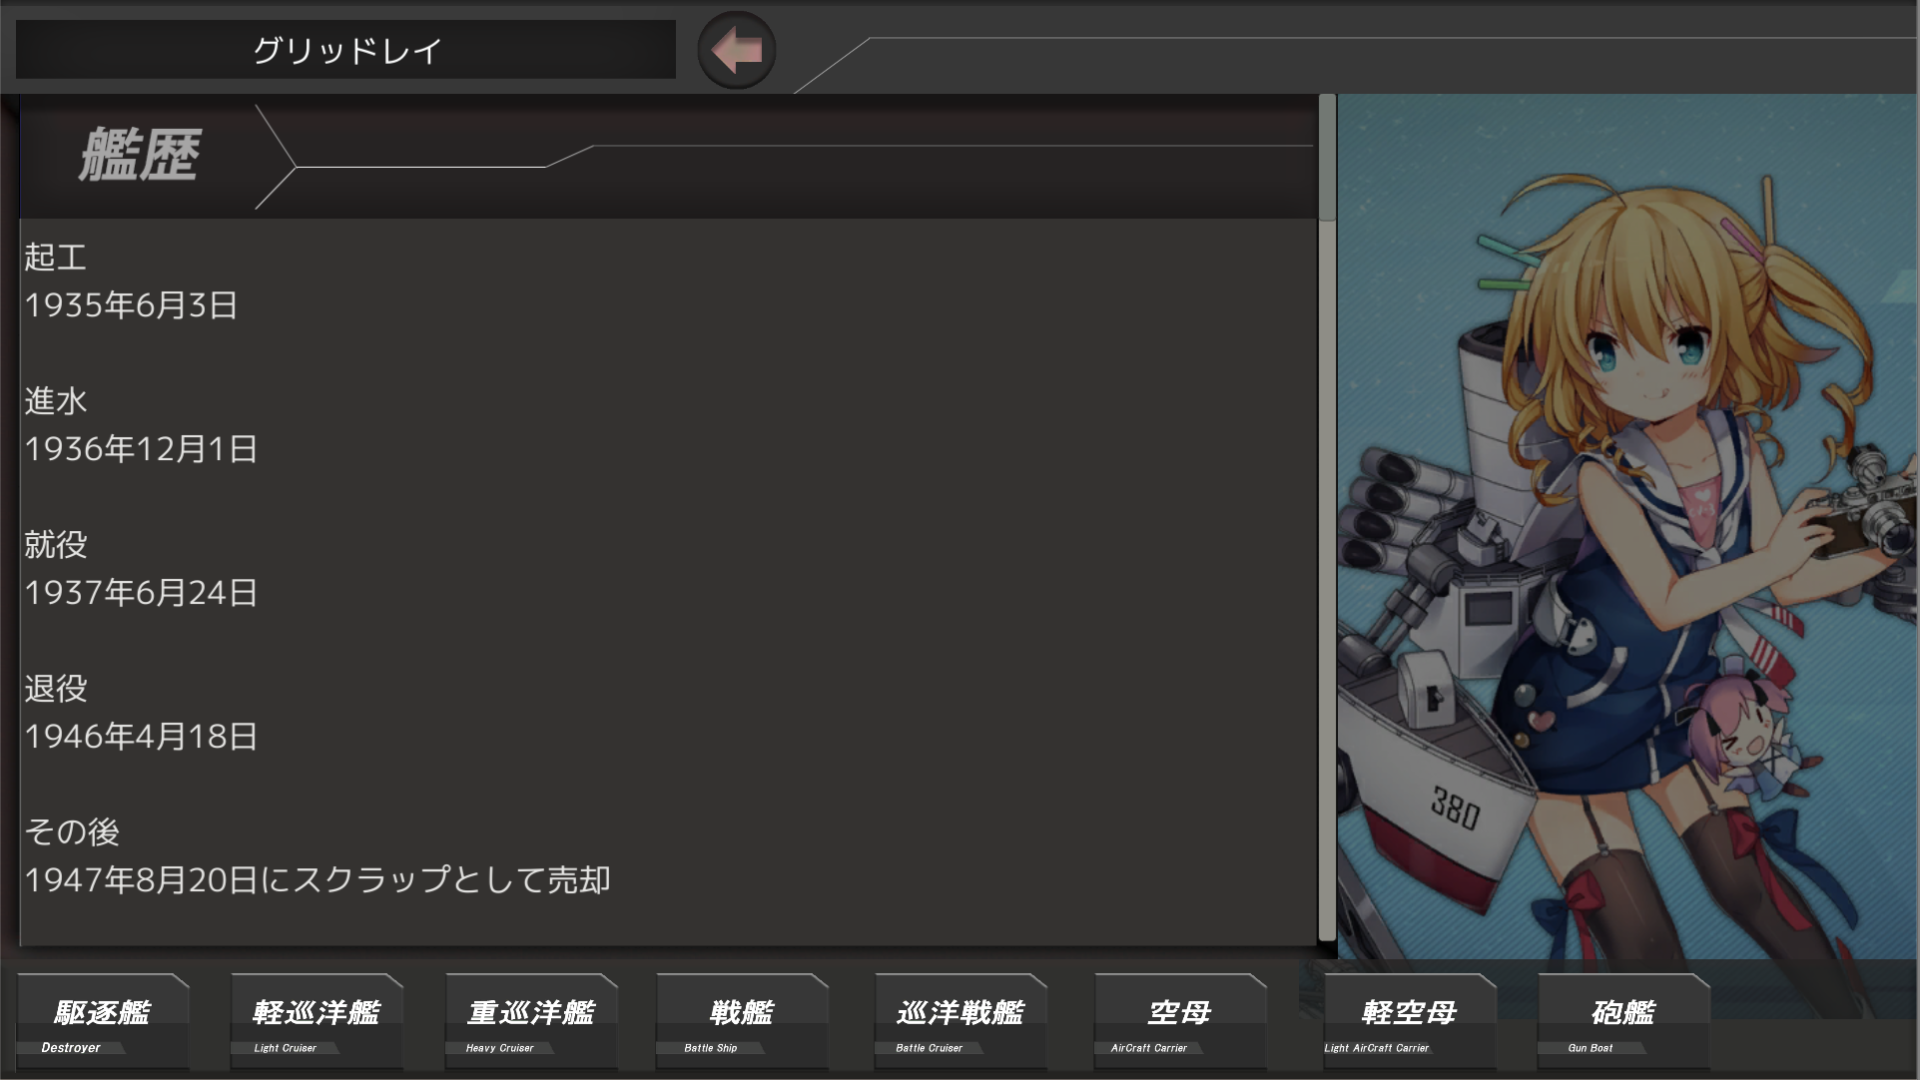 グリッドレイ
艦歴
起工
1935年6月3日
進水
1936年12月1日
就役
1937年6月24日
退役
1946年4月18日
その後
1947年8月20日にスクラップとして売却
380
駆逐艦
Destroyer
軽巡洋艦
Light Cruiser
重巡洋艦
Heavy Cruiser
戦艦
Battle Ship
巡洋戦艦
Battle Cruiser
空母
AirCraft Carrier
軽空母
Light AirCraft Carrier
砲艦
Gun Boat